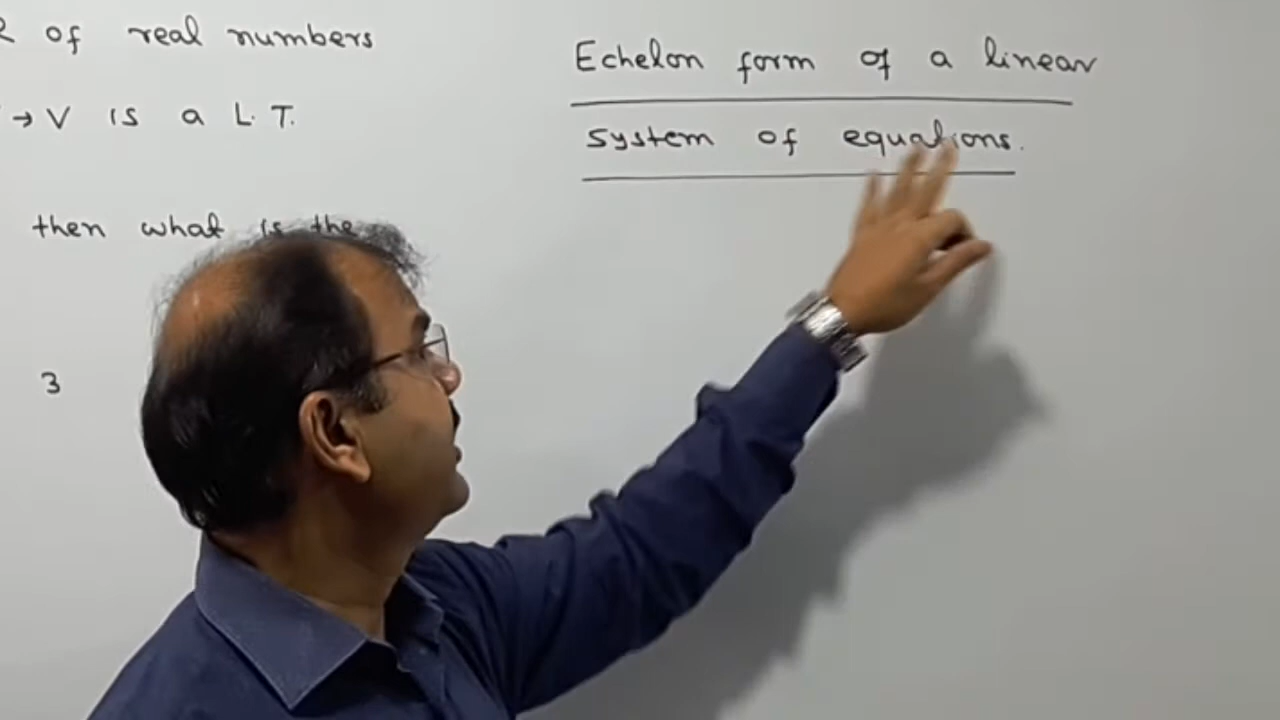 of real numbers
→ V is a L.T.
then what is the
3
Echelon form of a linear
system of equations.